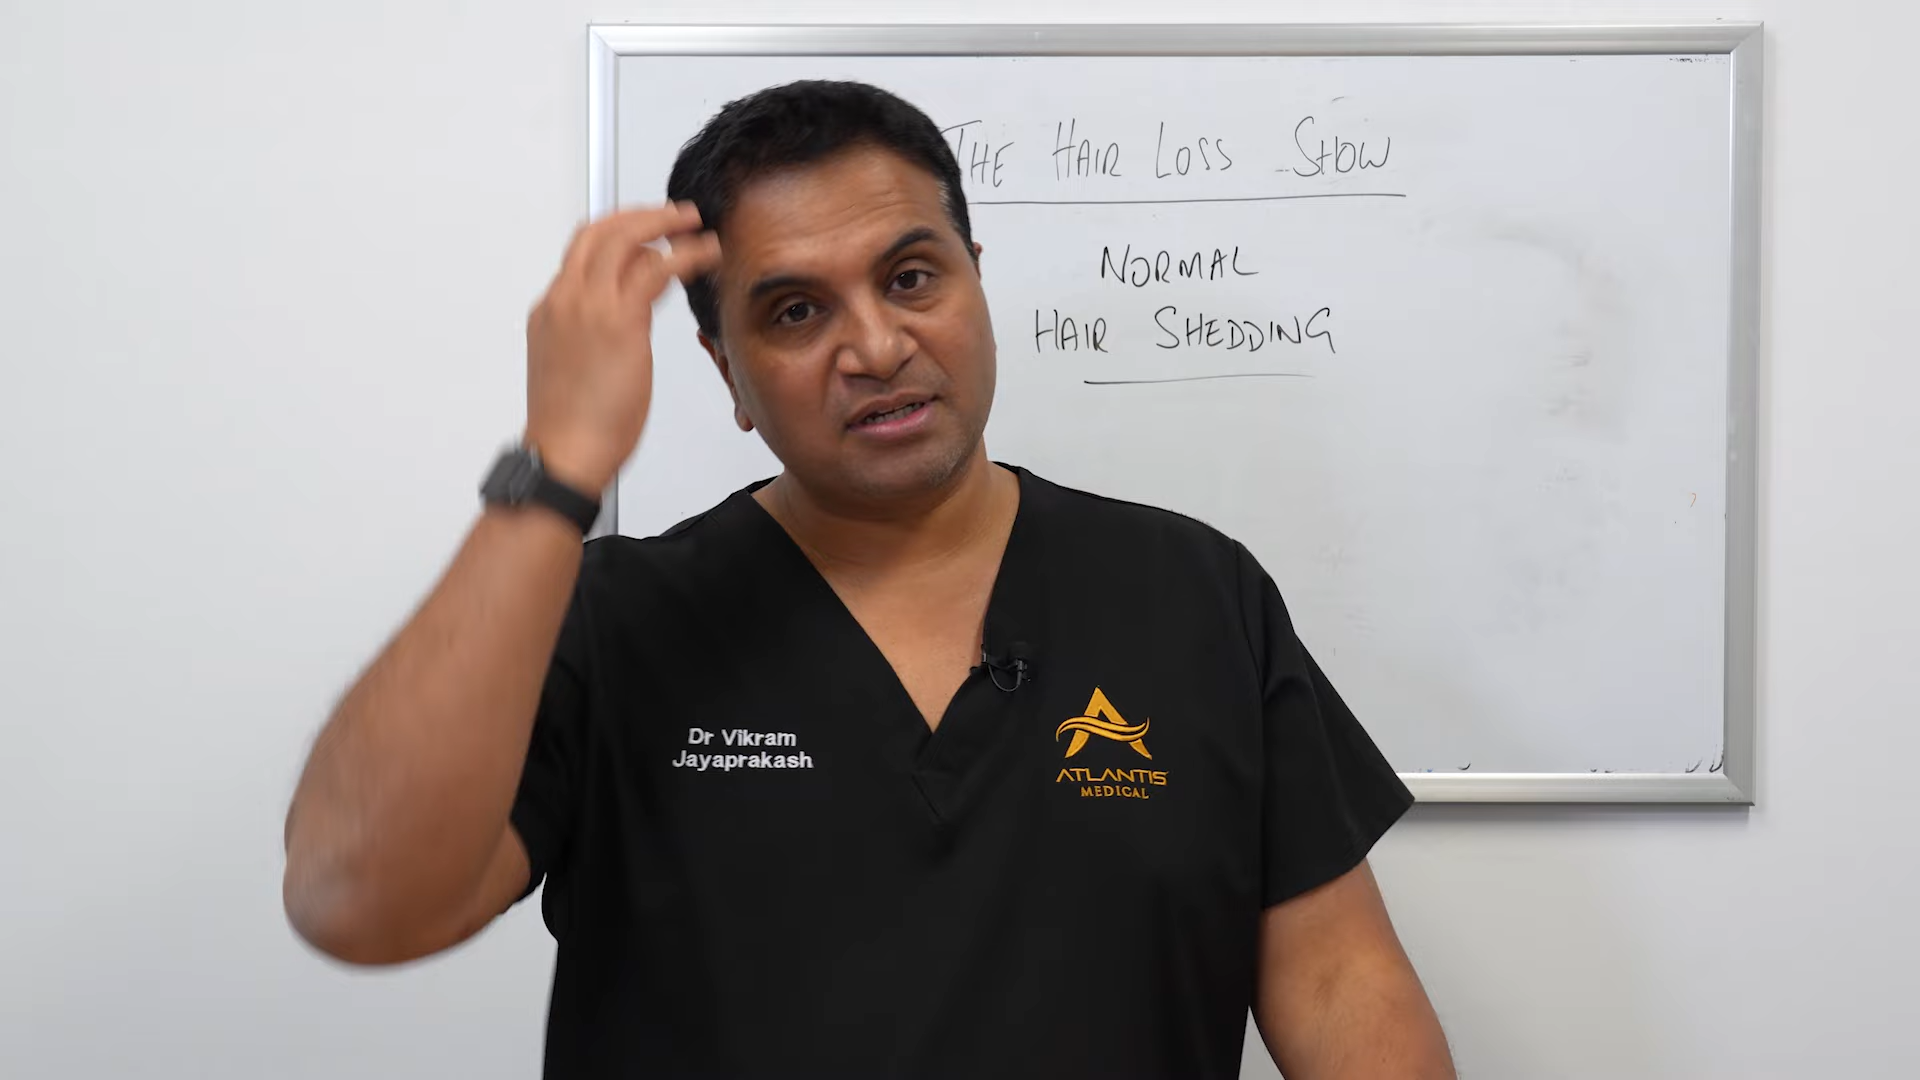 THE HAIR LOSS SHOW
NORMAL
HAIR SHEDDING
Dr Vikram
Jayaprakash
ATLANTIS
MEDICAL